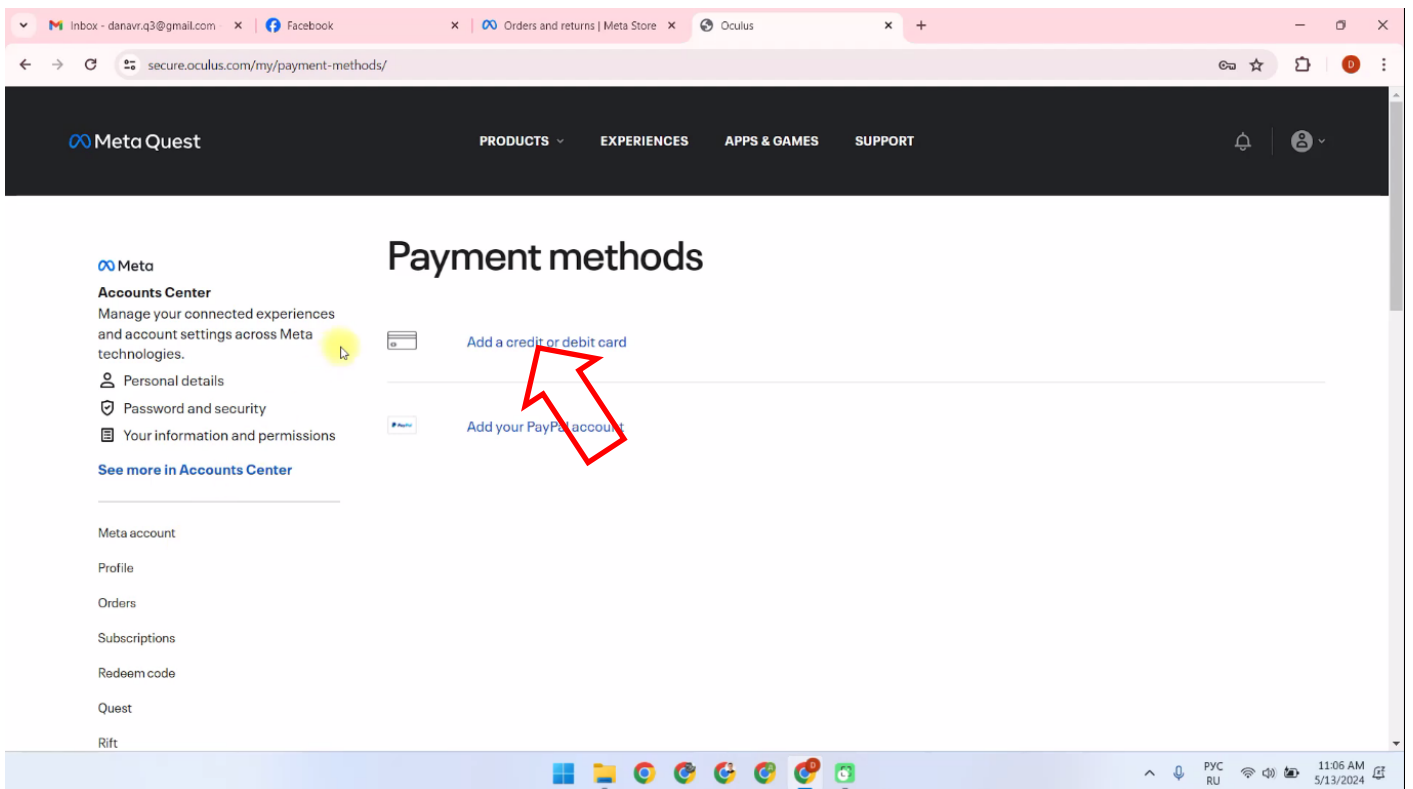 Inbox - danavr.q3@gmail.com
Facebook
Orders and returns | Meta Store
Oculus
secure.oculus.com/my/payment-methods/
D
Meta Quest
PRODUCTS
EXPERIENCES
APPS & GAMES
SUPPORT
Payment methods
Meta
Accounts Center
Manage your connected experiences
and account settings across Meta
technologies.
Personal details
Password and security
Your information and permissions
See more in Accounts Center
Add a credit or debit card
PayPal
Add your PayPal account
Meta account
Profile
Orders
Subscriptions
Redeem code
Quest
Rift
D
РУС
RU
11:06 AM
5/13/2024